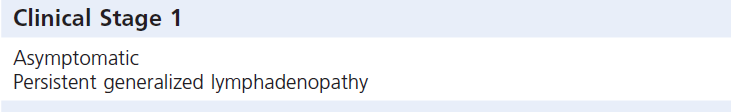 Clinical Stage 1
Asymptomatic
Persistent generalized lymphadenopathy